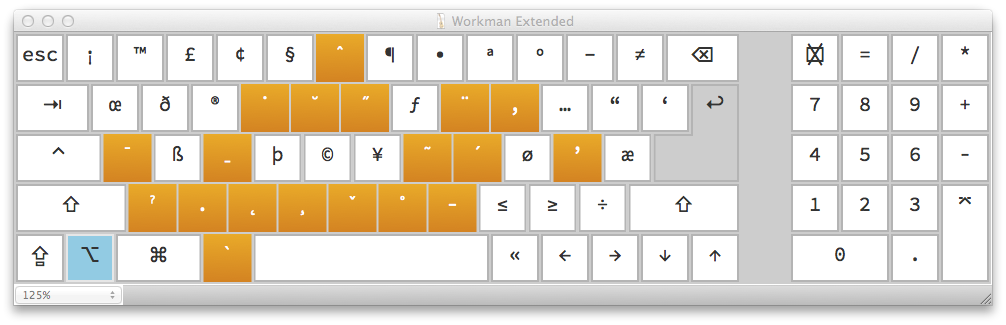 Workman Extended
esc ¡ ™ £ ¢ § ˆ ¶ • ª º – ≠ ⌫ ⌧ = / *
⇥ œ ð ® ˙ ˘ ˝ ƒ ¨ , … “ ‘ ↩ 7 8 9 +
^ ¯ ß þ © ¥ ˜ ´ ø ’ æ 4 5 6 -
⇧ . ˛ ¸ ˇ ˚ ≤ ≥ ÷ ⇧ 1 2 3 ⌤
⇪ ⌥ ⌘ ` « ← → ↓ ↑ 0 .
125%